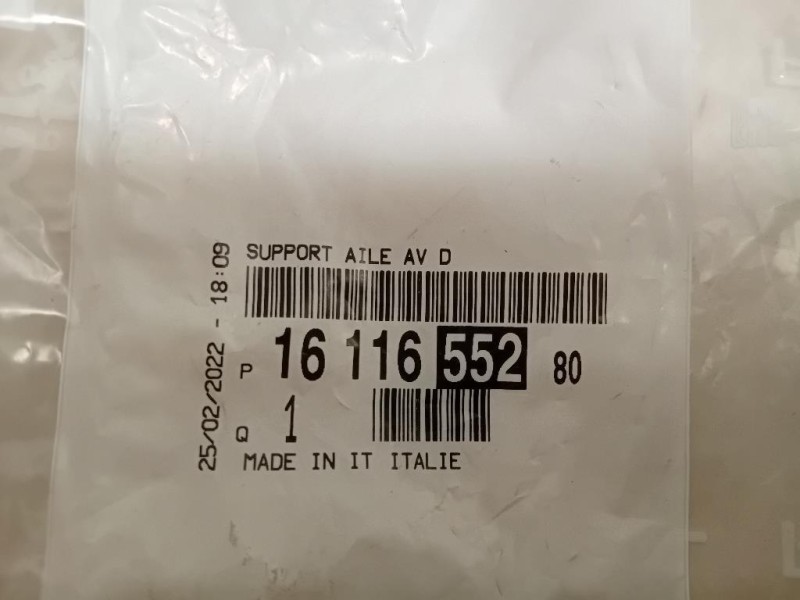 SUPPORT AILE AV D
P 16 116 552 80
Q 1
MADE IN IT ITALIE
25/02/2022 - 18:09